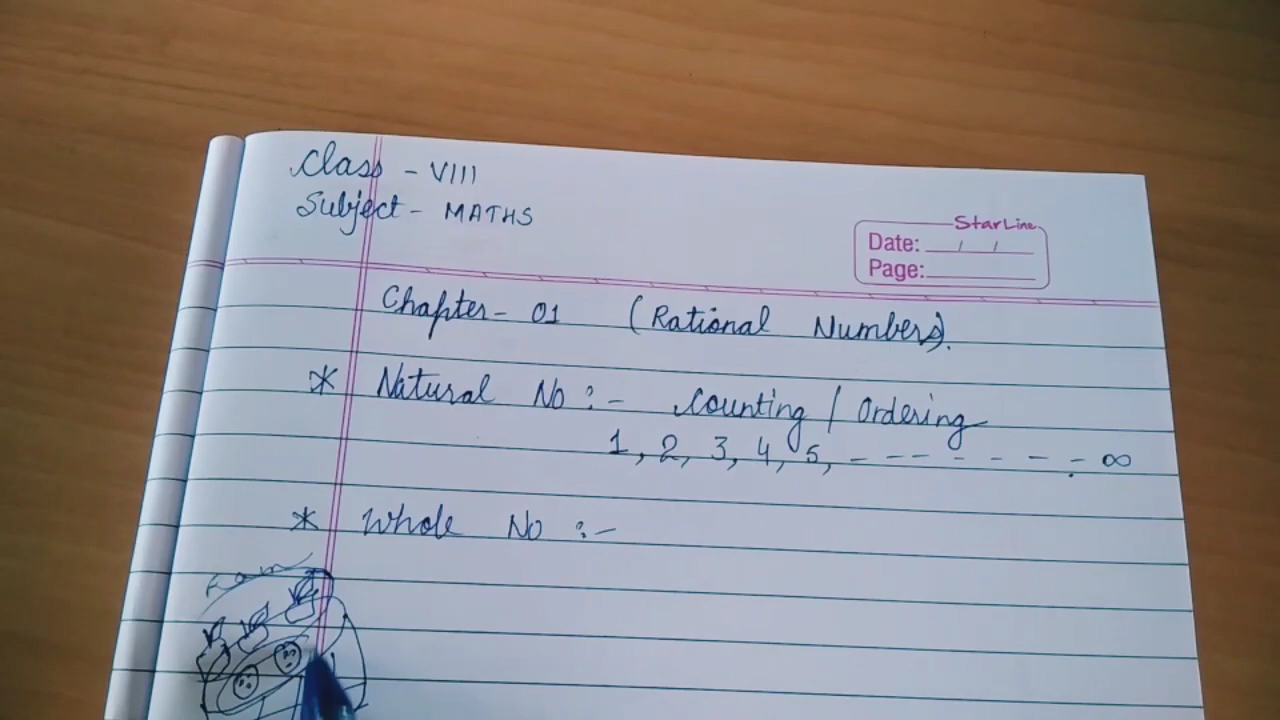 Class - VIII
Subject - MATHS
StarLine
Date: / /
Page:
Chapter - 01 (Rational Numbers).
* Natural No :- Counting / Ordering
1, 2, 3, 4, 5, - - - - - - - . ∞
* Whole No :-